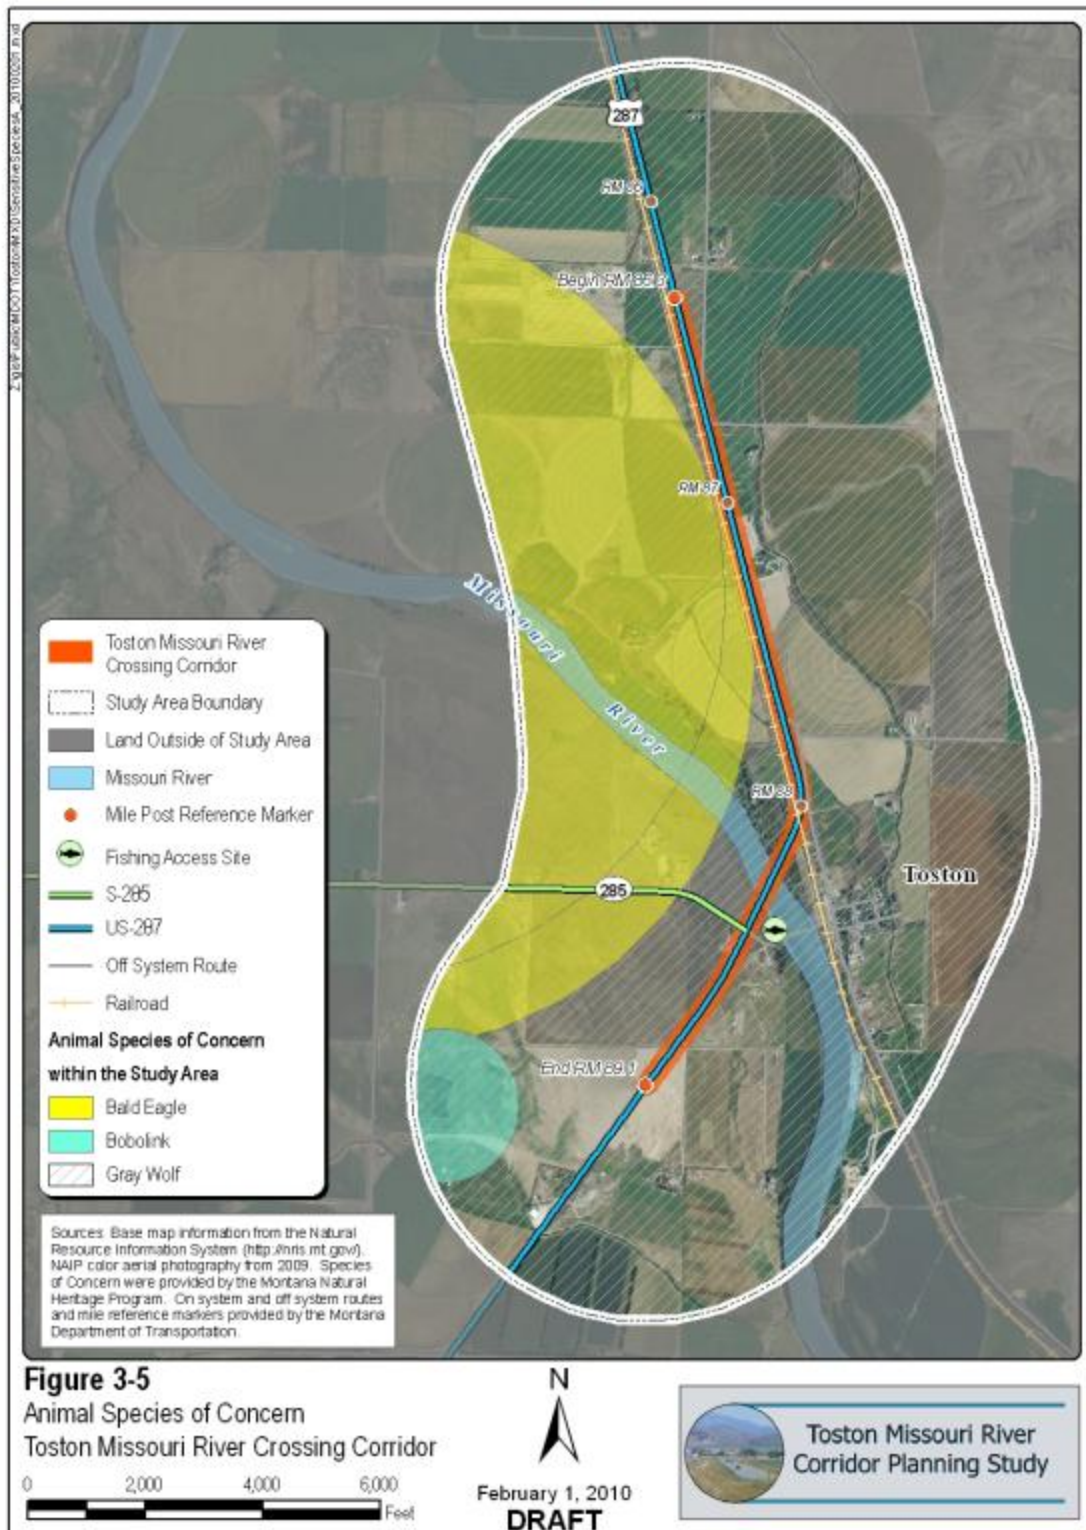 287
RM 86
Begin RM 85.6
RM 87
Missouri
River
RM 88
Toston
285
End RM 89.1
Toston Missouri River
Crossing Corridor
Study Area Boundary
Land Outside of Study Area
Missouri River
Mile Post Reference Marker
Fishing Access Site
S-285
US-287
Off System Route
Railroad
Animal Species of Concern
within the Study Area
Bald Eagle
Bobolink
Gray Wolf
Sources: Base map information from the Natural
Resource Information System (http://nris.mt.gov/).
NAIP color aerial photography from 2009. Species
of Concern were provided by the Montana Natural
Heritage Program. On system and off system routes
and mile reference markers provided by the Montana
Department of Transportation.
Figure 3-5
Animal Species of Concern
Toston Missouri River Crossing Corridor
0 2,000 4,000 6,000
Feet
N
February 1, 2010
DRAFT
Toston Missouri River
Corridor Planning Study